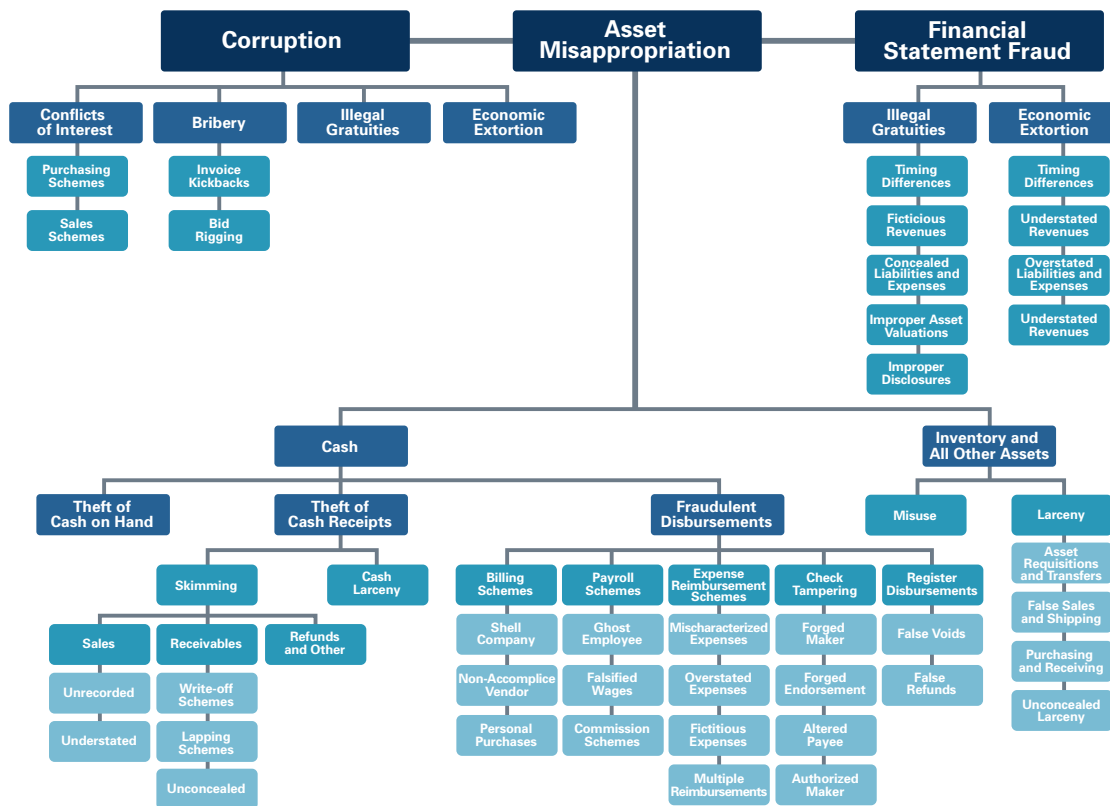 Corruption
Asset
Misappropriation
Financial
Statement Fraud
Conflicts
of Interest
Bribery
Illegal
Gratuities
Economic
Extortion
Illegal
Gratuities
Economic
Extortion
Purchasing
Schemes
Sales
Schemes
Invoice
Kickbacks
Bid
Rigging
Timing
Differences
Ficticious
Revenues
Concealed
Liabilities and
Expenses
Improper Asset
Valuations
Improper
Disclosures
Timing
Differences
Understated
Revenues
Overstated
Liabilities and
Expenses
Understated
Revenues
Cash
Inventory and
All Other Assets
Theft of
Cash on Hand
Theft of
Cash Receipts
Fraudulent
Disbursements
Misuse
Larceny
Asset
Requisitions
and Transfers
False Sales
and Shipping
Purchasing
and Receiving
Unconcealed
Larceny
Skimming
Cash
Larceny
Sales
Receivables
Refunds
and Other
Unrecorded
Understated
Write-off
Schemes
Lapping
Schemes
Unconcealed
Billing
Schemes
Shell
Company
Non-Accomplice
Vendor
Personal
Purchases
Payroll
Schemes
Ghost
Employee
Falsified
Wages
Commission
Schemes
Expense
Reimbursement
Schemes
Mischaracterized
Expenses
Overstated
Expenses
Fictitious
Expenses
Multiple
Reimbursements
Check
Tampering
Forged
Maker
Forged
Endorsement
Altered
Payee
Authorized
Maker
Register
Disbursements
False Voids
False
Refunds